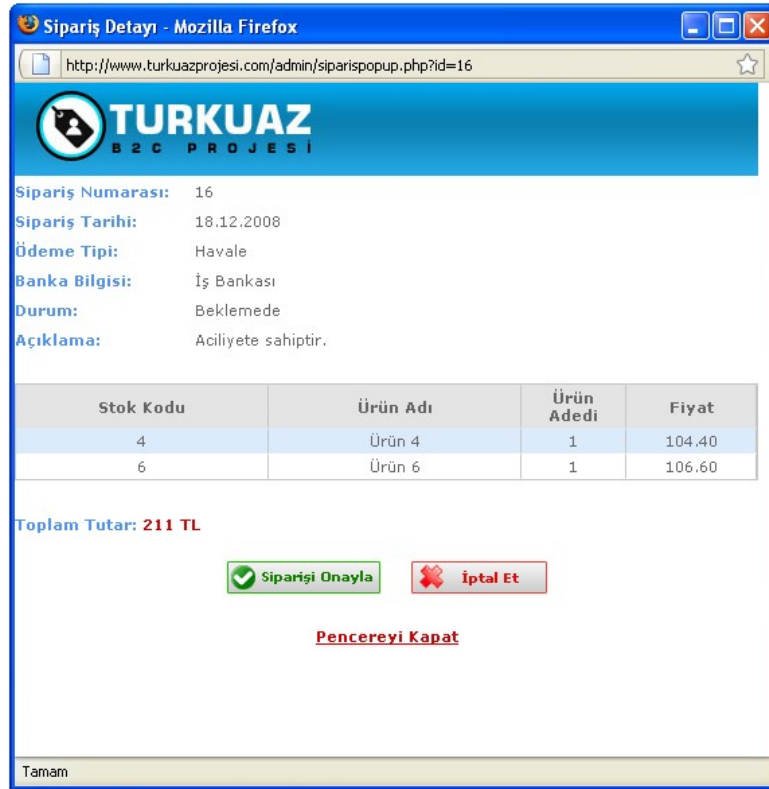 Sipariş Detayı - Mozilla Firefox
http://www.turkuazprojesi.com/admin/siparispopup.php?id=16
TURKUAZ
B2C PROJESİ
Sipariş Numarası: 16
Sipariş Tarihi: 18.12.2008
Ödeme Tipi: Havale
Banka Bilgisi: İş Bankası
Durum: Beklemede
Açıklama: Aciliyete sahiptir.
Stok Kodu Ürün Adı Ürün Adedi Fiyat
4 Ürün 4 1 104.40
6 Ürün 6 1 106.60
Toplam Tutar: 211 TL
Siparişi Onayla İptal Et
Pencereyi Kapat
Tamam